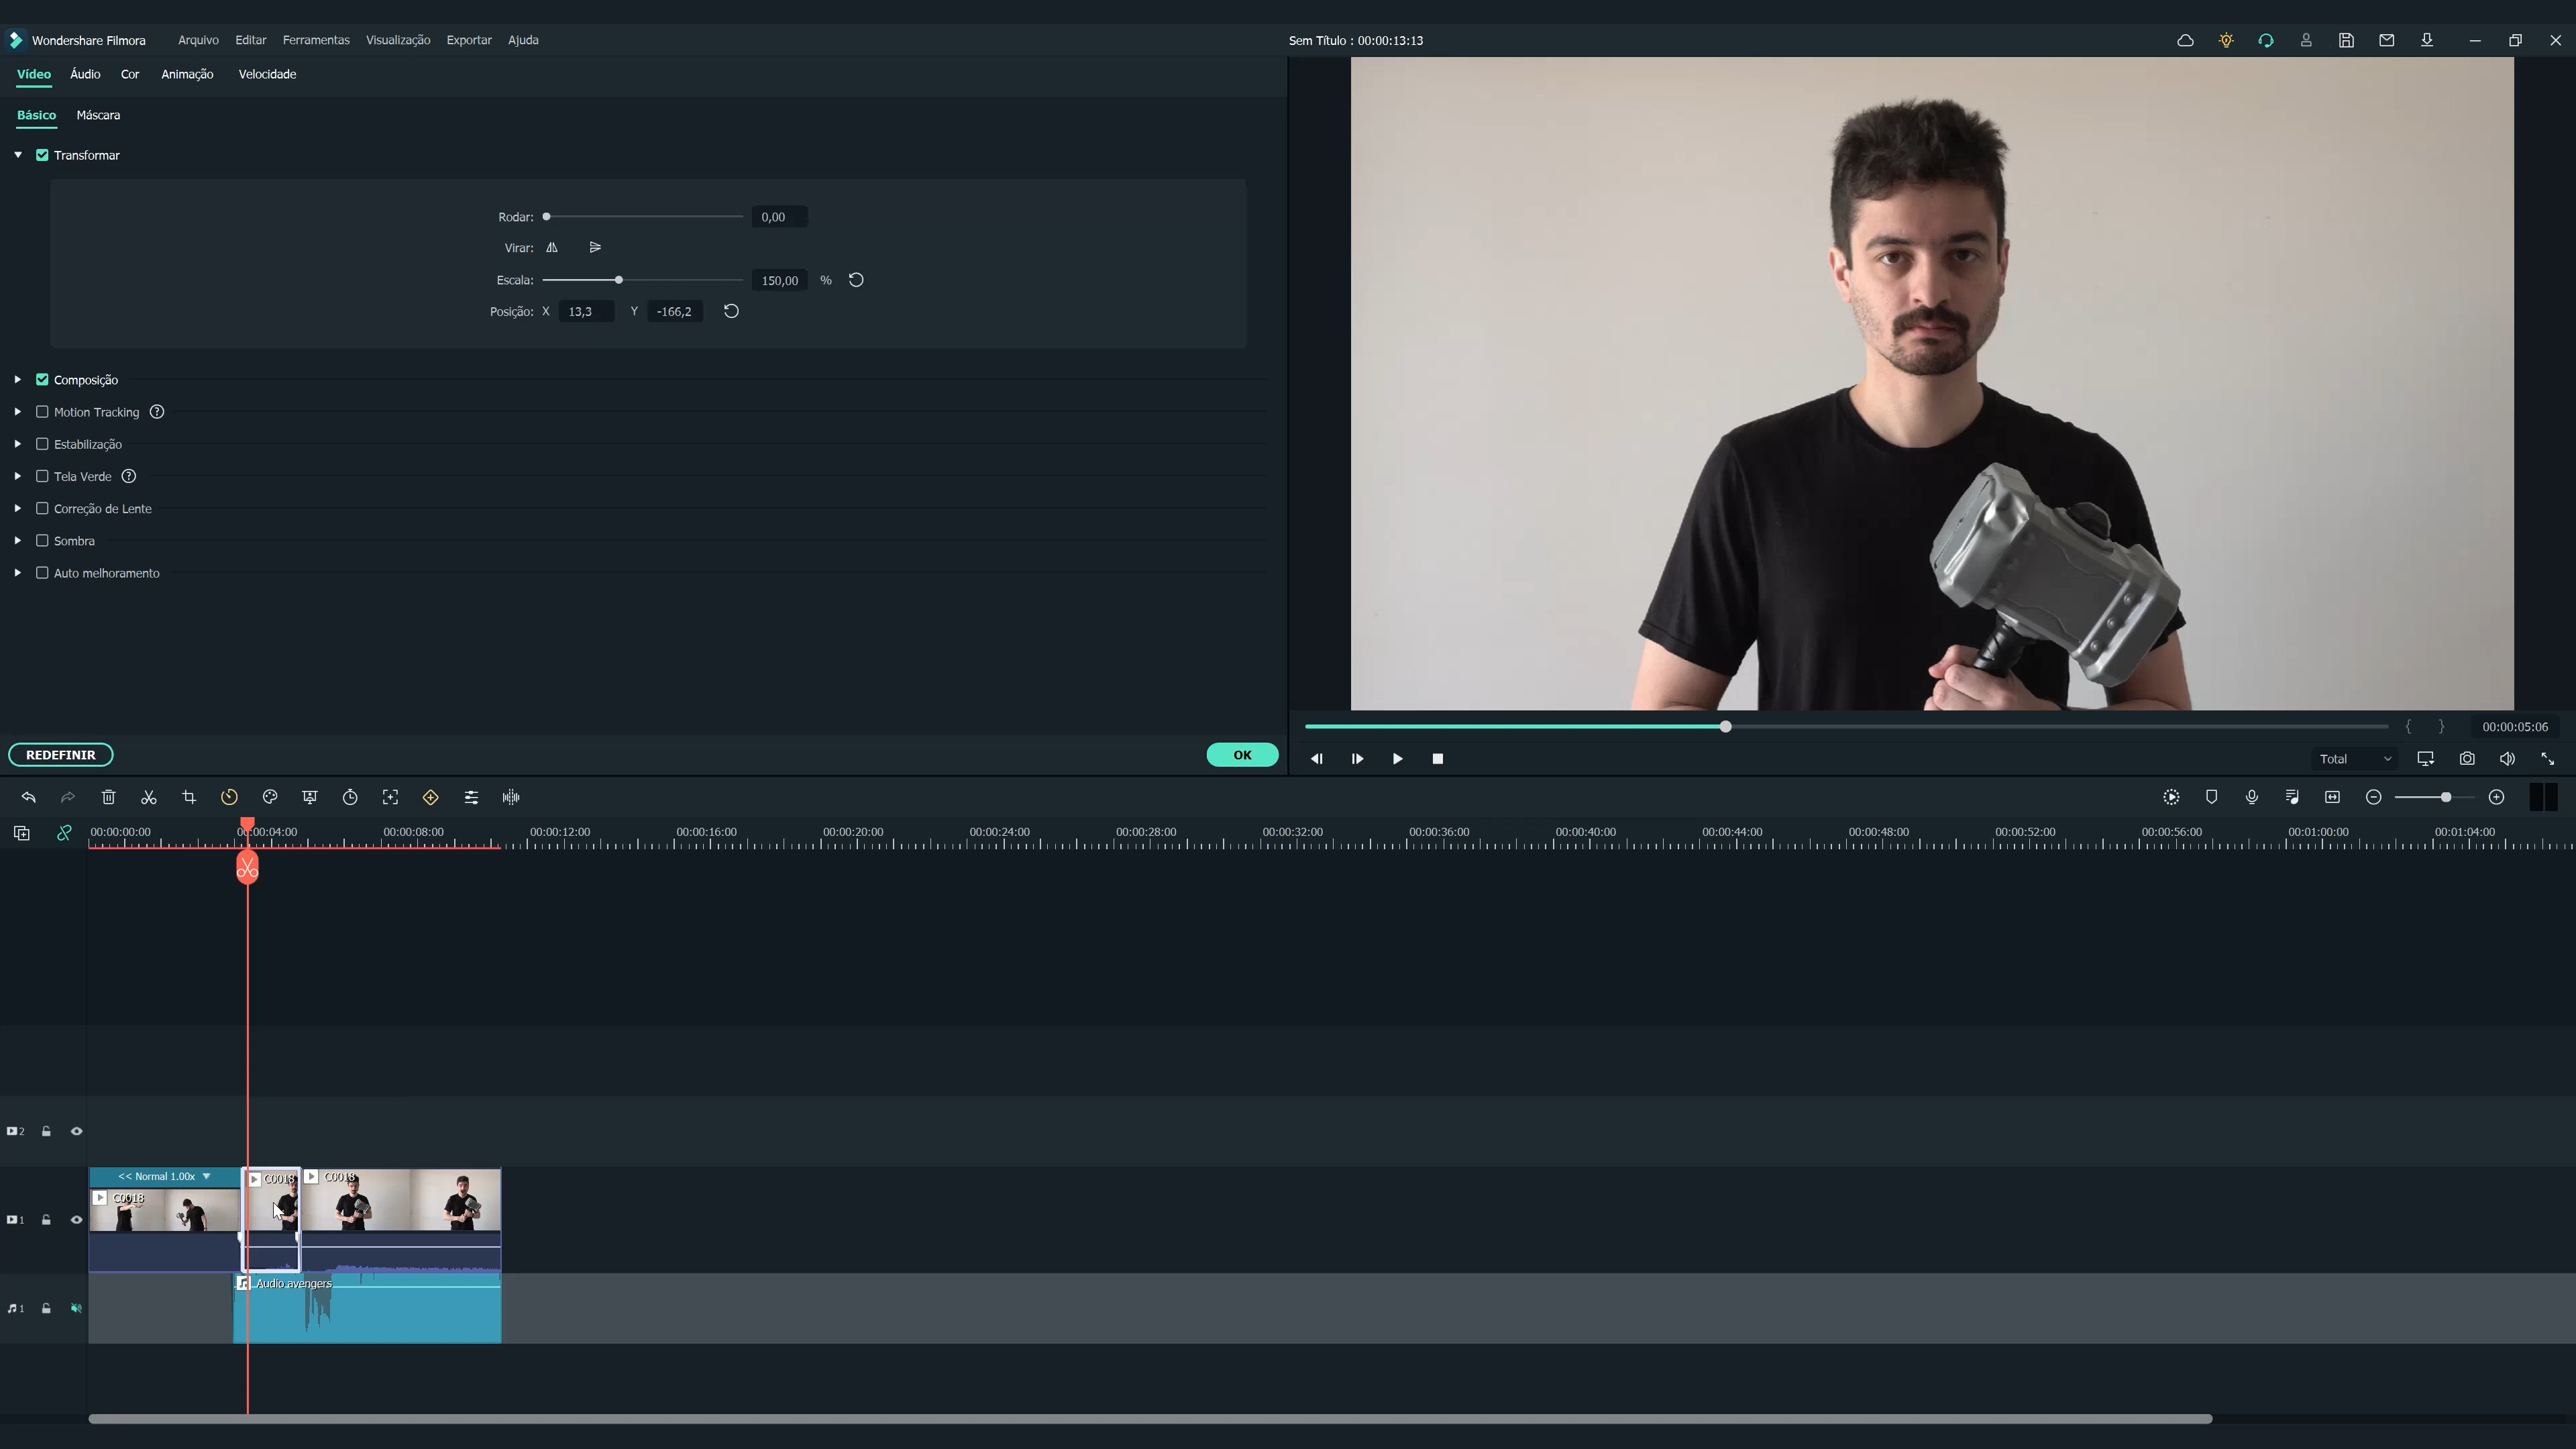 Wondershare Filmora Arquivo Editar Ferramentas Visualização Exportar Ajuda Sem Título : 00:00:13:13
Vídeo Áudio Cor Animação Velocidade
Básico Máscara
Transformar
Rodar: 0,00
Virar:
Escala: 150,00 %
Posição: X 13,3 Y -166,2
Composição
Motion Tracking ?
Estabilização
Tela Verde ?
Correção de Lente
Sombra
Auto melhoramento
{ } 00:00:05:06
REDEFINIR OK Total
00:00:00:00 00:00:04:00 00:00:08:00 00:00:12:00 00:00:16:00 00:00:20:00 00:00:24:00 00:00:28:00 00:00:32:00 00:00:36:00 00:00:40:00 00:00:44:00 00:00:48:00 00:00:52:00 00:00:56:00 00:01:00:00 00:01:04:00
2
<< Normal 1.00x C0018 C0018
C0018
1
Audio avengers
1